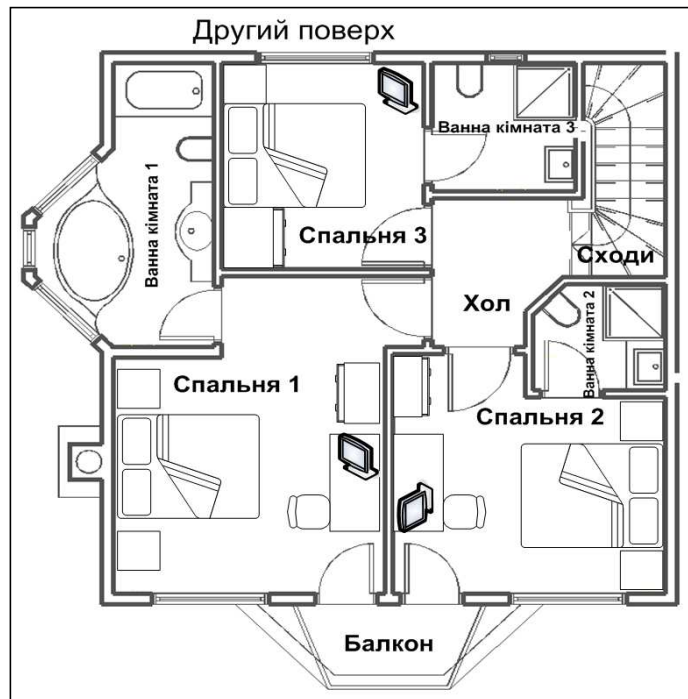 Другий поверх
Ванна кімната 1
Спальня 3
Ванна кімната 3
Сходи
Хол
Ванна кімната 2
Спальня 1
Спальня 2
Балкон